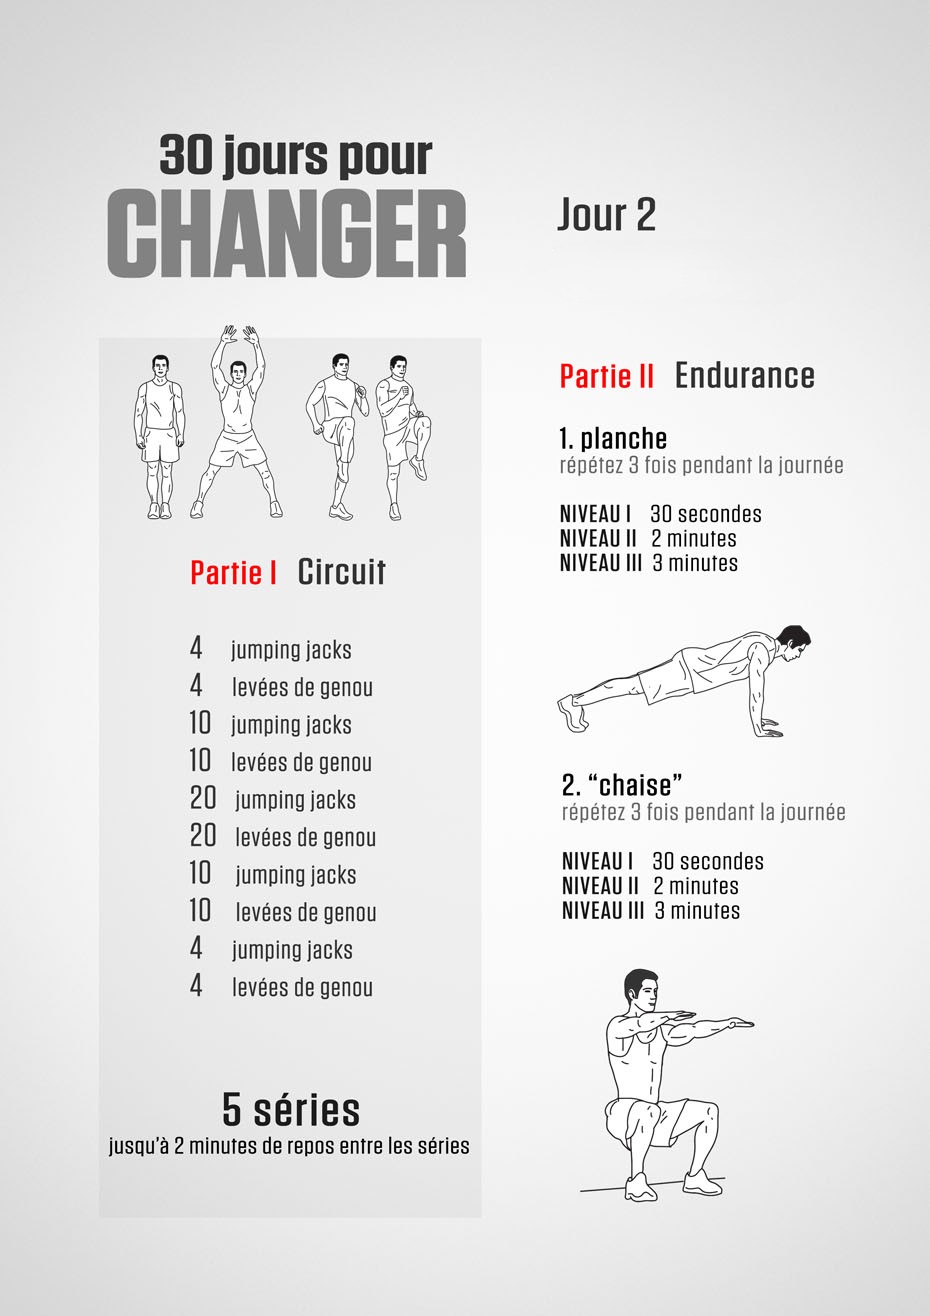 30 jours pour
CHANGER
Jour 2
Partie I Circuit
4 jumping jacks
4 levées de genou
10 jumping jacks
10 levées de genou
20 jumping jacks
20 levées de genou
10 jumping jacks
10 levées de genou
4 jumping jacks
4 levées de genou
5 séries
jusqu'à 2 minutes de repos entre les séries
Partie II Endurance
1. planche
répétez 3 fois pendant la journée
NIVEAU I 30 secondes
NIVEAU II 2 minutes
NIVEAU III 3 minutes
2. “chaise”
répétez 3 fois pendant la journée
NIVEAU I 30 secondes
NIVEAU II 2 minutes
NIVEAU III 3 minutes